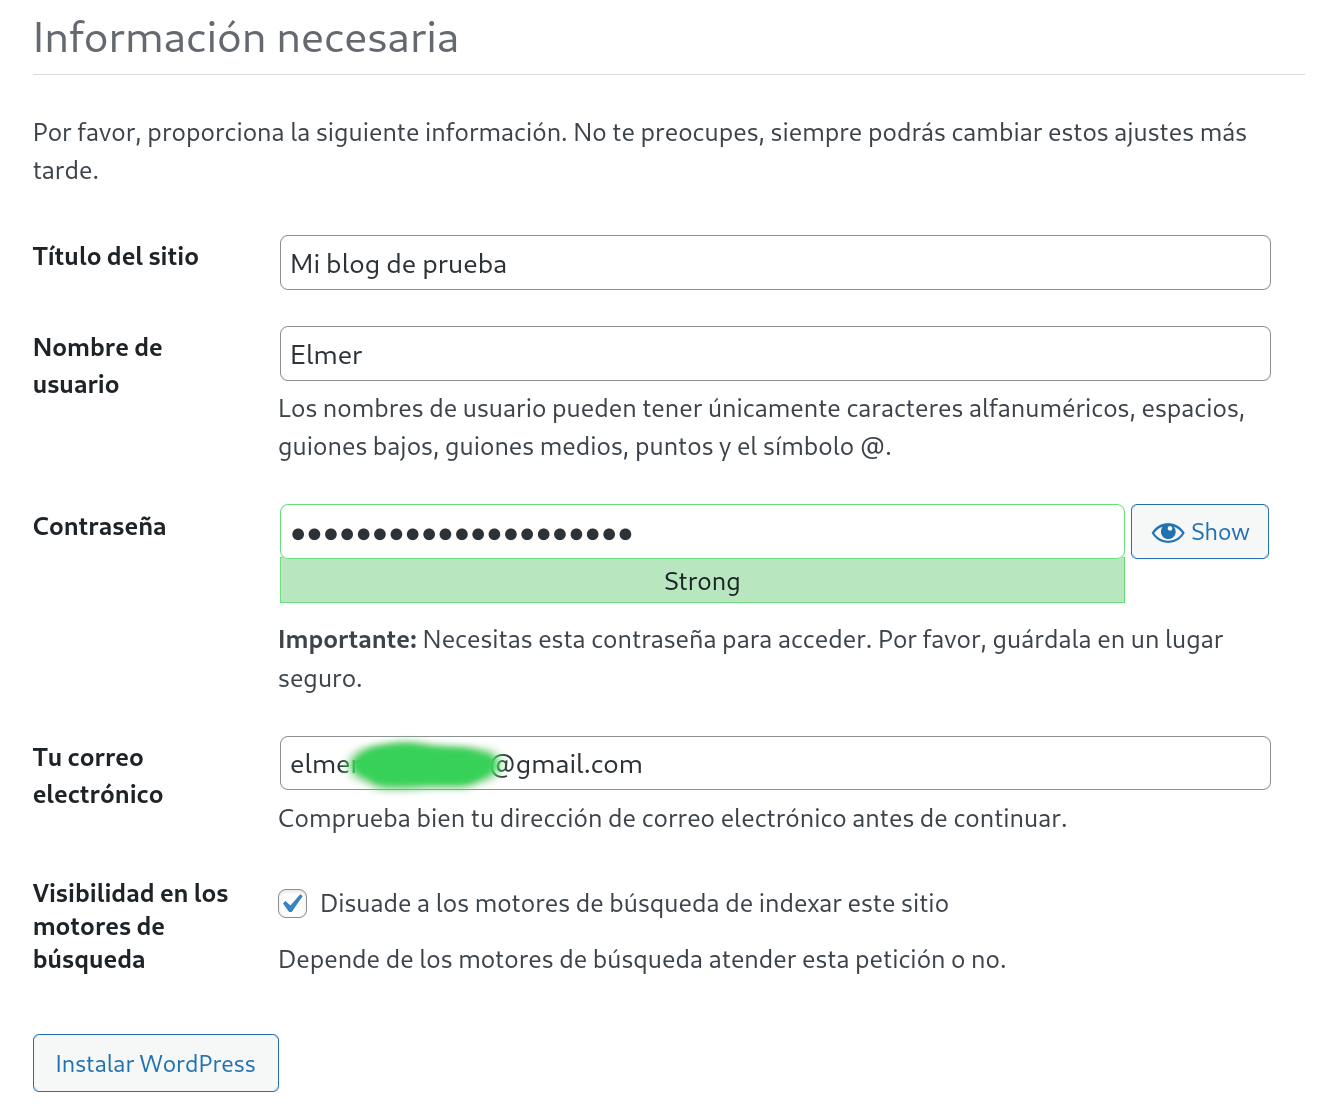 Información necesaria
Por favor, proporciona la siguiente información. No te preocupes, siempre podrás cambiar estos ajustes más
tarde.
Título del sitio
Mi blog de prueba
Nombre de
usuario
Elmer
Los nombres de usuario pueden tener únicamente caracteres alfanuméricos, espacios,
guiones bajos, guiones medios, puntos y el símbolo @.
Contraseña
●●●●●●●●●●●●●●●●●●●●●
Show
Strong
Importante: Necesitas esta contraseña para acceder. Por favor, guárdala en un lugar
seguro.
Tu correo
electrónico
elmer @gmail.com
Comprueba bien tu dirección de correo electrónico antes de continuar.
Visibilidad en los
motores de
búsqueda
Disuade a los motores de búsqueda de indexar este sitio
Depende de los motores de búsqueda atender esta petición o no.
Instalar WordPress